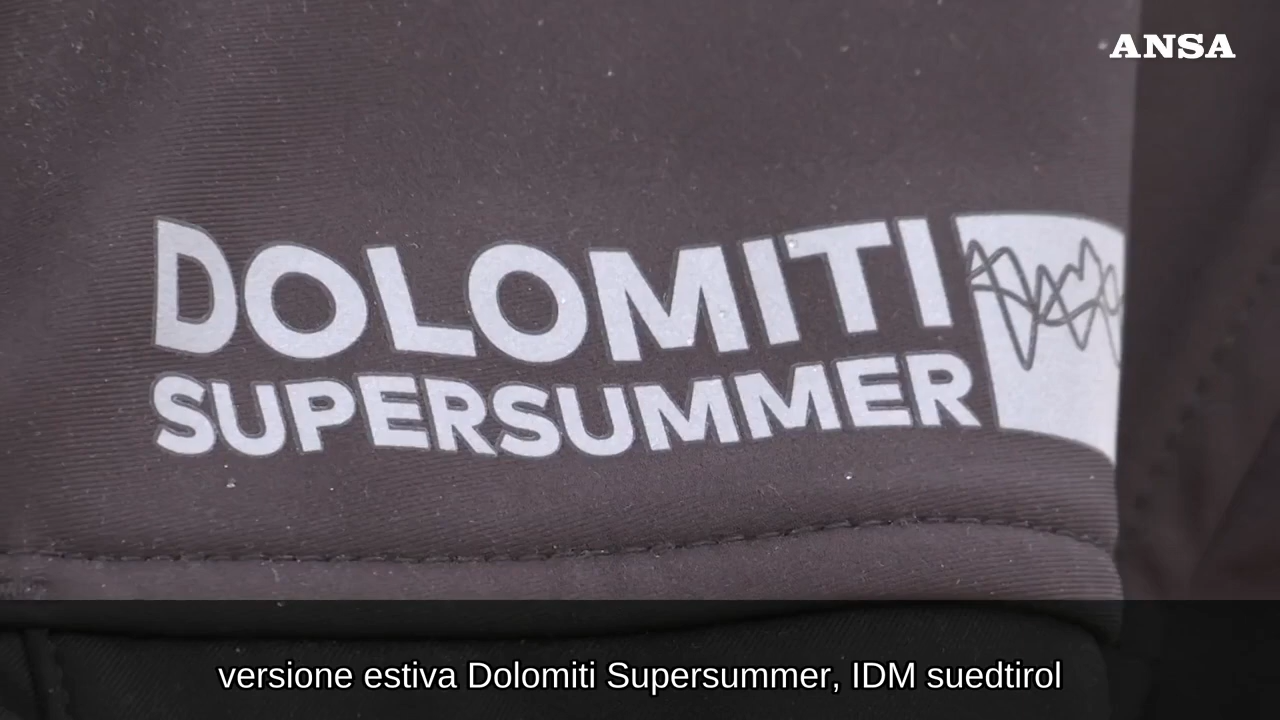 ANSA
DOLOMITI
SUPERSUMMER
versione estiva Dolomiti Supersummer, IDM suedtirol